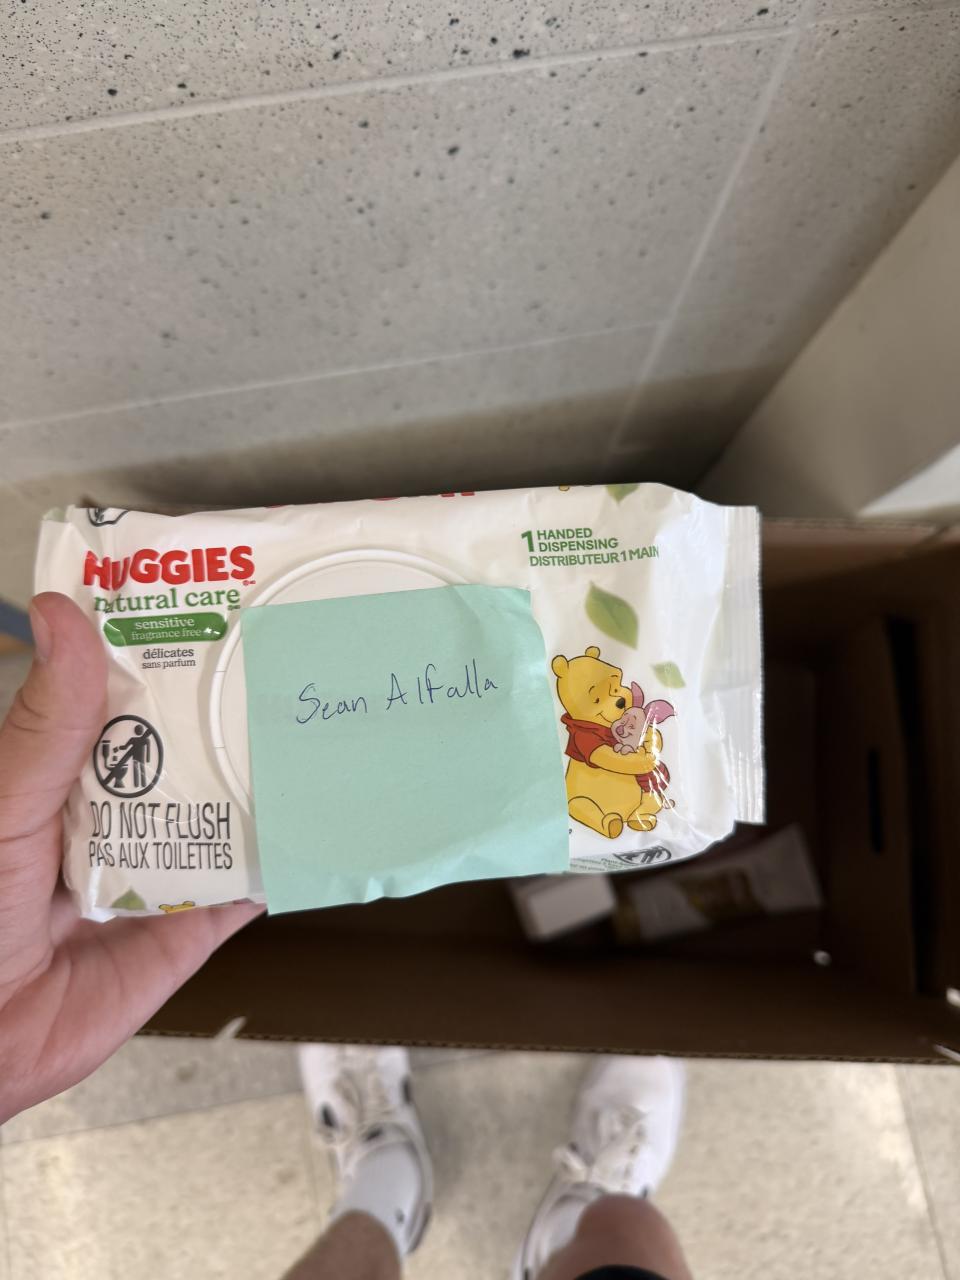 HUGGIES
natural care
sensitive
fragrance free
délicates
sans parfum
DO NOT FLUSH
PAS AUX TOILETTES
Sean Alfalla
1 HANDED
DISPENSING
DISTRIBUTEUR 1 MAIN